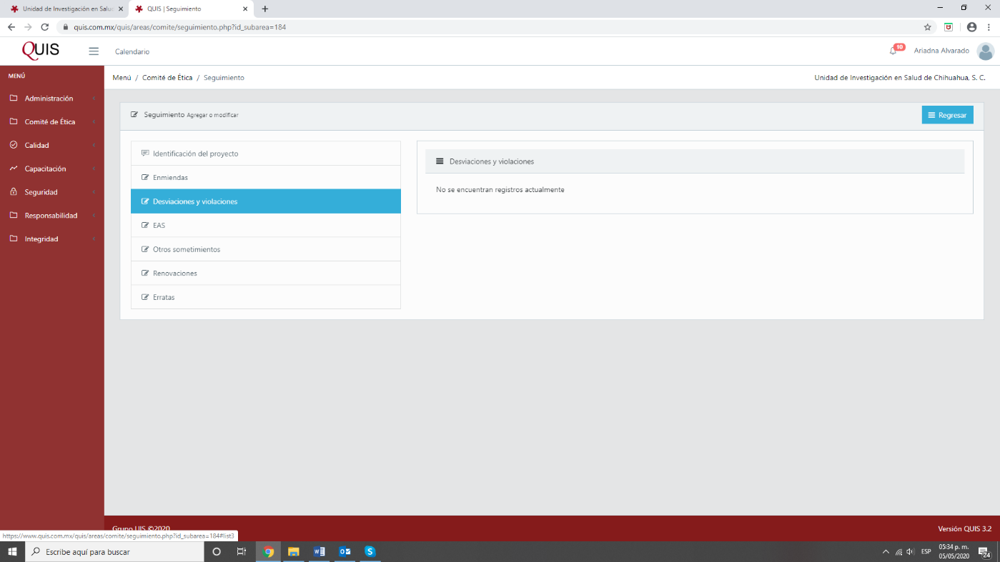 Unidad de Investigación en Salu
QUIS | Seguimiento
quis.com.mx/quis/areas/comite/seguimiento.php?id_subarea=184
QUIS
Calendario
10
Ariadna Alvarado
MENÚ
Menú / Comité de Ética / Seguimiento
Unidad de Investigación en Salud de Chihuahua, S. C.
Administración
Comité de Ética
Calidad
Capacitación
Seguridad
Responsabilidad
Integridad
Seguimiento Agregar o modificar
Regresar
Identificación del proyecto
Enmiendas
Desviaciones y violaciones
EAS
Otros sometimientos
Renovaciones
Erratas
Desviaciones y violaciones
No se encuentran registros actualmente
Grupo UIS ©2020
Versión QUIS 3.2
https://www.quis.com.mx/quis/areas/comite/seguimiento.php?id_subarea=184#list3
Escribe aquí para buscar
ESP
05:34 p. m.
05/05/2020
24